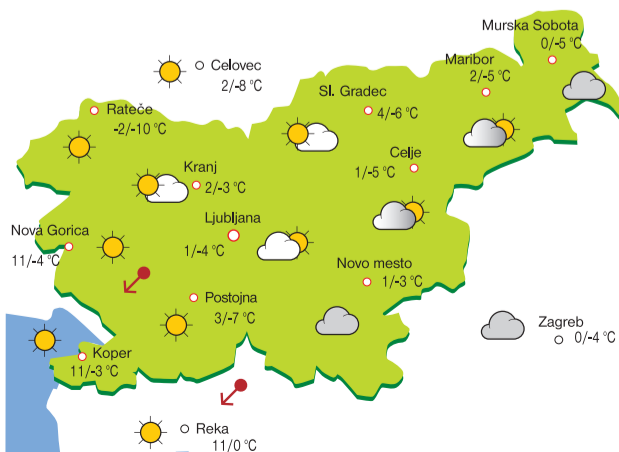 Murska Sobota
0/-5 °C
Celovec
2/-8 °C
Maribor
2/-5 °C
Sl. Gradec
4/-6 °C
Rateče
-2/-10 °C
Celje
1/-5 °C
Kranj
2/-3 °C
Ljubljana
1/-4 °C
Nova Gorica
11/-4 °C
Novo mesto
1/-3 °C
Postojna
3/-7 °C
Zagreb
0/-4 °C
Koper
11/-3 °C
Reka
11/0 °C